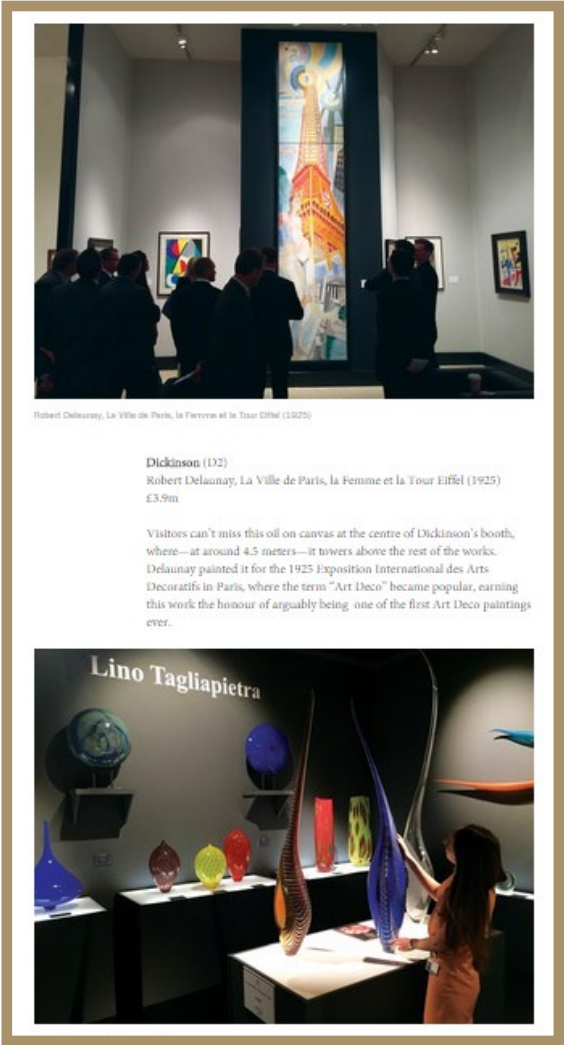 Robert Delaunay, La Ville de Paris, la Femme et la Tour Eiffel (1925)
Dickinson (D2)
Robert Delaunay, La Ville de Paris, la Femme et la Tour Eiffel (1925)
£3.9m
Visitors can't miss this oil on canvas at the centre of Dickinson's booth,
where—at around 4.5 meters—it towers above the rest of the works.
Delaunay painted it for the 1925 Exposition International des Arts
Decoratifs in Paris, where the term "Art Deco" became popular, earning
this work the honour of arguably being one of the first Art Deco paintings
ever.
Lino Tagliapietra